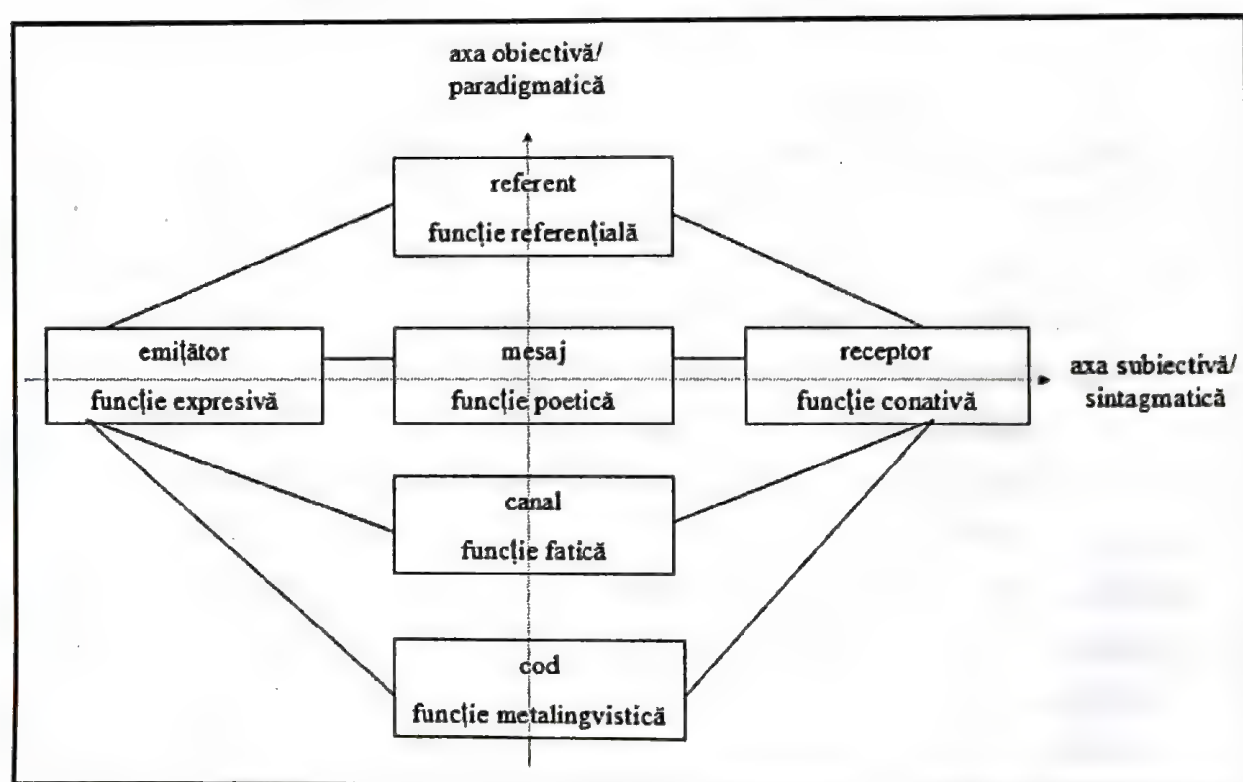 axa obiectivă/
paradigmatică
referent
funcție referențială
emițător
funcție expresivă
mesaj
funcție poetică
receptor
funcție conativă
axa subiectivă/
sintagmatică
canal
funcție fatică
cod
funcție metalingvistică